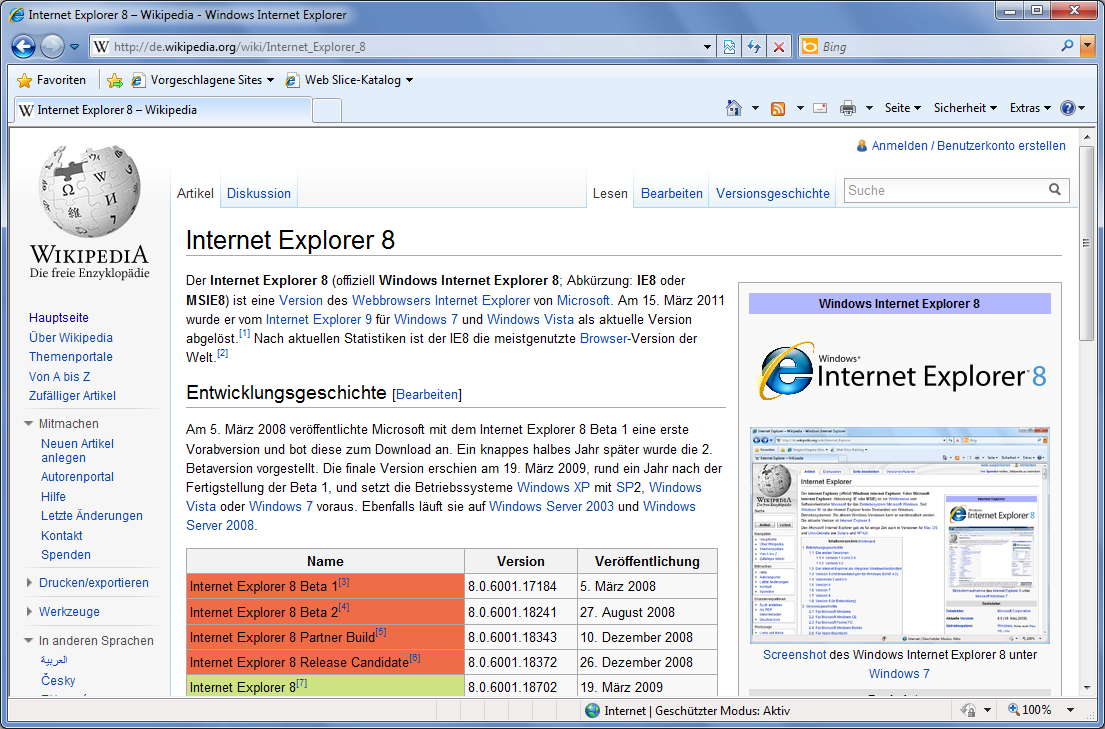 Internet Explorer 8 – Wikipedia - Windows Internet Explorer
http://de.wikipedia.org/wiki/Internet_Explorer_8
Bing
Favoriten
Vorgeschlagene Sites
Web Slice-Katalog
Internet Explorer 8 – Wikipedia
Seite
Sicherheit
Extras
Anmelden / Benutzerkonto erstellen
Artikel
Diskussion
Lesen
Bearbeiten
Versionsgeschichte
Suche
WIKIPEDIA
Die freie Enzyklopädie
Hauptseite
Über Wikipedia
Themenportale
Von A bis Z
Zufälliger Artikel
Mitmachen
Neuen Artikel
anlegen
Autorenportal
Hilfe
Letzte Änderungen
Kontakt
Spenden
Drucken/exportieren
Werkzeuge
In anderen Sprachen
العربية
Česky
Internet Explorer 8
Der Internet Explorer 8 (offiziell Windows Internet Explorer 8; Abkürzung: IE8 oder
MSIE8) ist eine Version des Webbrowsers Internet Explorer von Microsoft. Am 15. März 2011
wurde er vom Internet Explorer 9 für Windows 7 und Windows Vista als aktuelle Version
abgelöst.[1] Nach aktuellen Statistiken ist der IE8 die meistgenutzte Browser-Version der
Welt.[2]
Entwicklungsgeschichte [Bearbeiten]
Am 5. März 2008 veröffentlichte Microsoft mit dem Internet Explorer 8 Beta 1 eine erste
Vorabversion und bot diese zum Download an. Ein knappes halbes Jahr später wurde die 2.
Betaversion vorgestellt. Die finale Version erschien am 19. März 2009, rund ein Jahr nach der
Fertigstellung der Beta 1, und setzt die Betriebssysteme Windows XP mit SP2, Windows
Vista oder Windows 7 voraus. Ebenfalls läuft sie auf Windows Server 2003 und Windows
Server 2008.
Name Version Veröffentlichung
Internet Explorer 8 Beta 1[3] 8.0.6001.17184 5. März 2008
Internet Explorer 8 Beta 2[4] 8.0.6001.18241 27. August 2008
Internet Explorer 8 Partner Build[5] 8.0.6001.18343 10. Dezember 2008
Internet Explorer 8 Release Candidate[6] 8.0.6001.18372 26. Dezember 2008
Internet Explorer 8[7] 8.0.6001.18702 19. März 2009
Windows Internet Explorer 8
Windows®
Internet Explorer 8
Screenshot des Windows Internet Explorer 8 unter
Windows 7
Internet | Geschützter Modus: Aktiv
100%